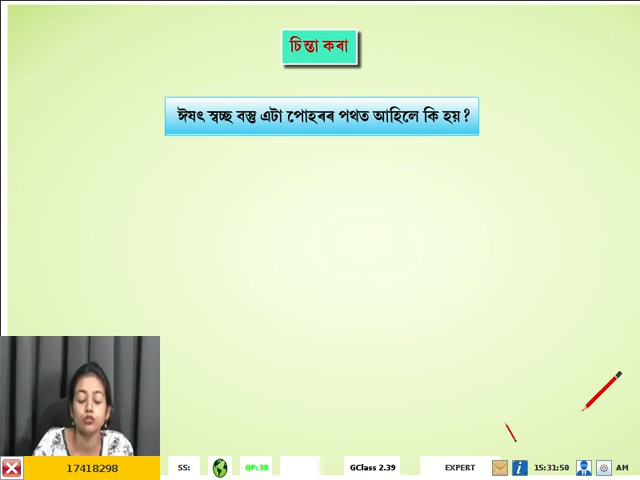 চিন্তা কৰা
ঈষৎ স্বচ্ছ বস্তু এটা পোহৰৰ পথত আহিলে কি হয় ?
17418298
SS:
QP:38
GClass 2.39
EXPERT
15:31:50
AM